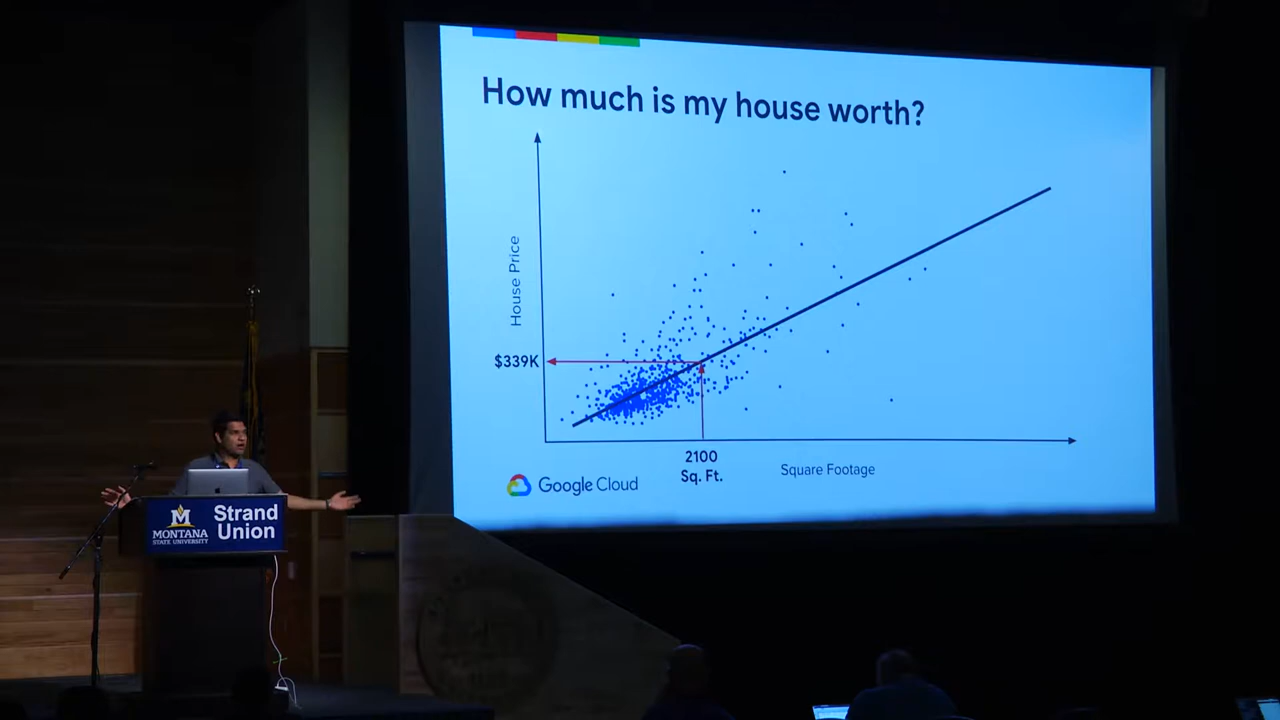 How much is my house worth?
House Price
$339K
2100
Sq. Ft.
Square Footage
Google Cloud
Strand
Union
MONTANA
STATE UNIVERSITY